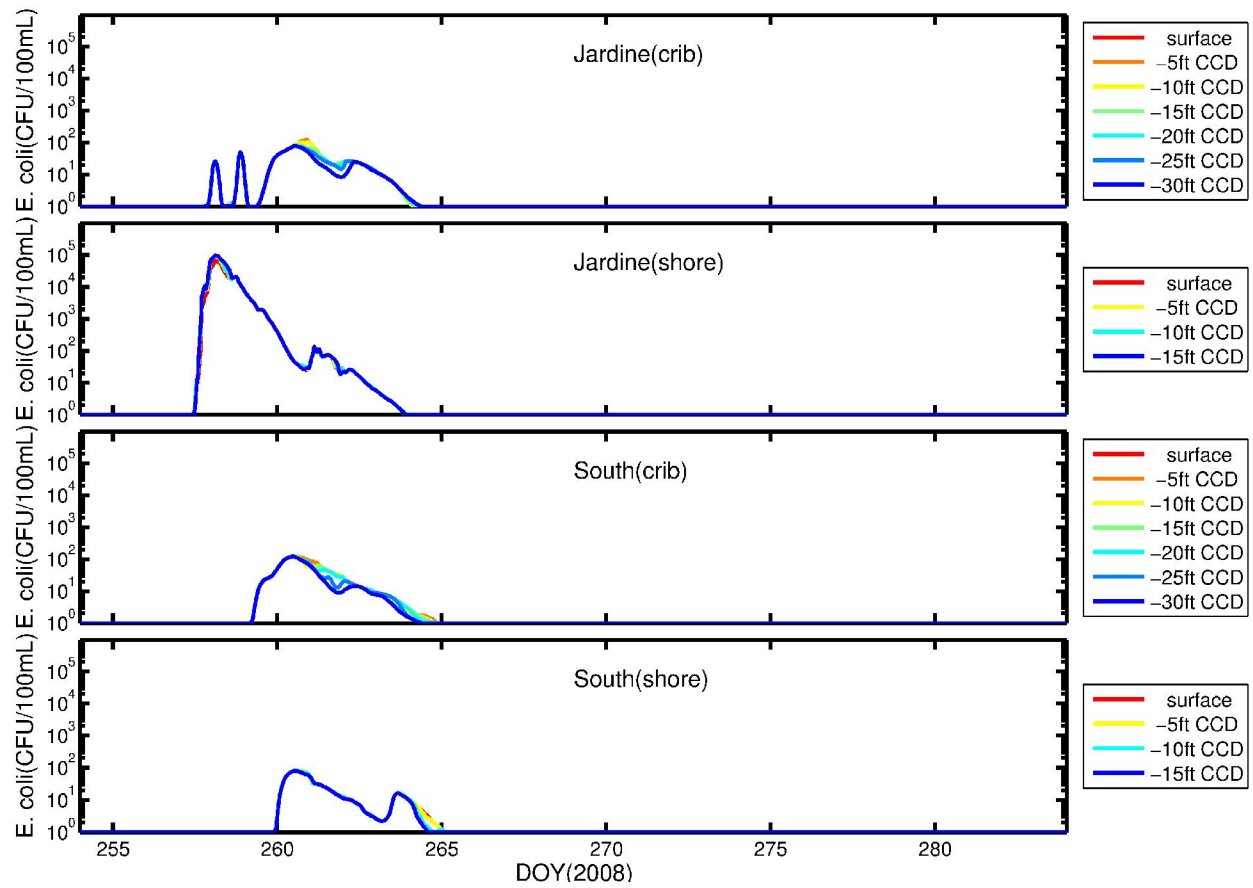 E. coli(CFU/100mL)
10^5
10^4
10^3
10^2
10^1
10^0
Jardine(crib)
surface
−5ft CCD
−10ft CCD
−15ft CCD
−20ft CCD
−25ft CCD
−30ft CCD
E. coli(CFU/100mL)
10^5
10^4
10^3
10^2
10^1
10^0
Jardine(shore)
surface
−5ft CCD
−10ft CCD
−15ft CCD
E. coli(CFU/100mL)
10^5
10^4
10^3
10^2
10^1
10^0
South(crib)
surface
−5ft CCD
−10ft CCD
−15ft CCD
−20ft CCD
−25ft CCD
−30ft CCD
E. coli(CFU/100mL)
10^5
10^4
10^3
10^2
10^1
10^0
South(shore)
surface
−5ft CCD
−10ft CCD
−15ft CCD
255 260 265 270 275 280
DOY(2008)